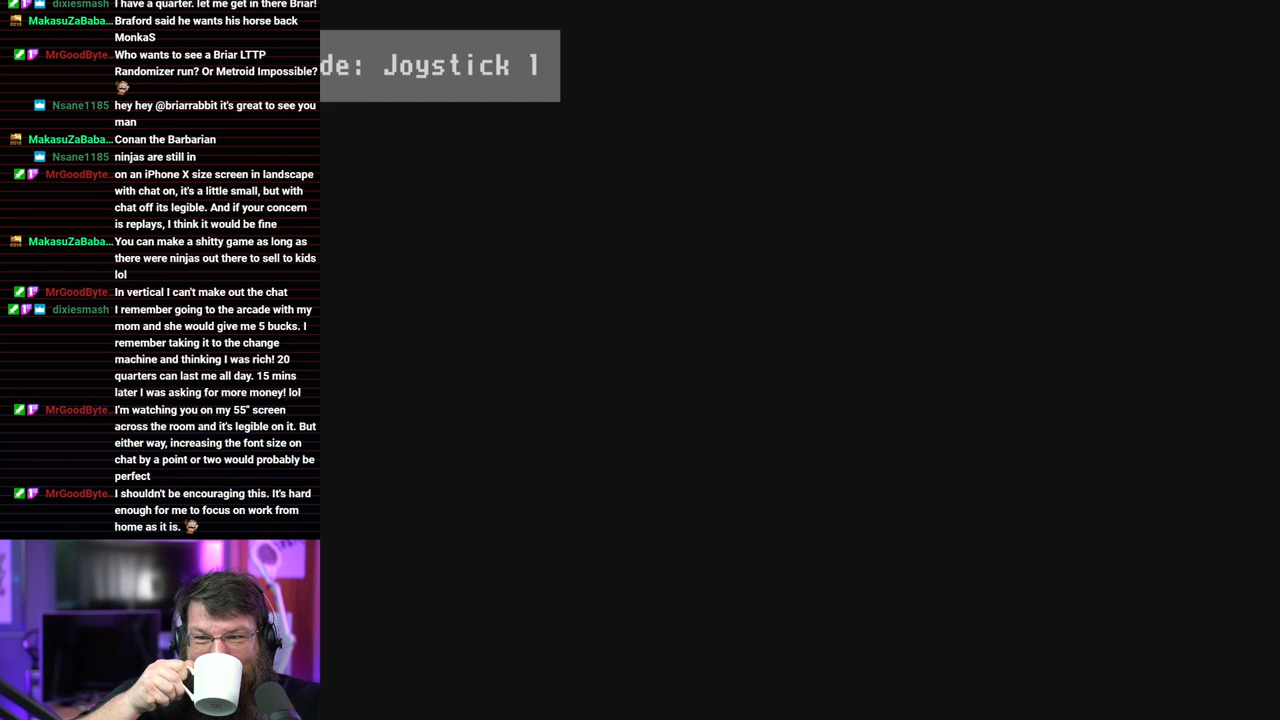 dixiesmash I have a quarter. let me get in there Briar!
MakasuZaBaba... Braford said he wants his horse back
MonkaS
MrGoodByte... Who wants to see a Briar LTTP
Randomizer run? Or Metroid Impossible?
Nsane1185 hey hey @briarrabbit it's great to see you
man
MakasuZaBaba... Conan the Barbarian
Nsane1185 ninjas are still in
MrGoodByte... on an iPhone X size screen in landscape
with chat on, it's a little small, but with
chat off its legible. And if your concern
is replays, I think it would be fine
MakasuZaBaba... You can make a shitty game as long as
there were ninjas out there to sell to kids
lol
MrGoodByte... In vertical I can't make out the chat
dixiesmash I remember going to the arcade with my
mom and she would give me 5 bucks. I
remember taking it to the change
machine and thinking I was rich! 20
quarters can last me all day. 15 mins
later I was asking for more money! lol
MrGoodByte... I'm watching you on my 55" screen
across the room and it's legible on it. But
either way, increasing the font size on
chat by a point or two would probably be
perfect
MrGoodByte... I shouldn't be encouraging this. It's hard
enough for me to focus on work from
home as it is.
de: Joystick 1